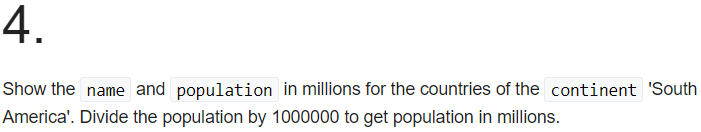 4.
Show the name and population in millions for the countries of the continent 'South
America'. Divide the population by 1000000 to get population in millions.